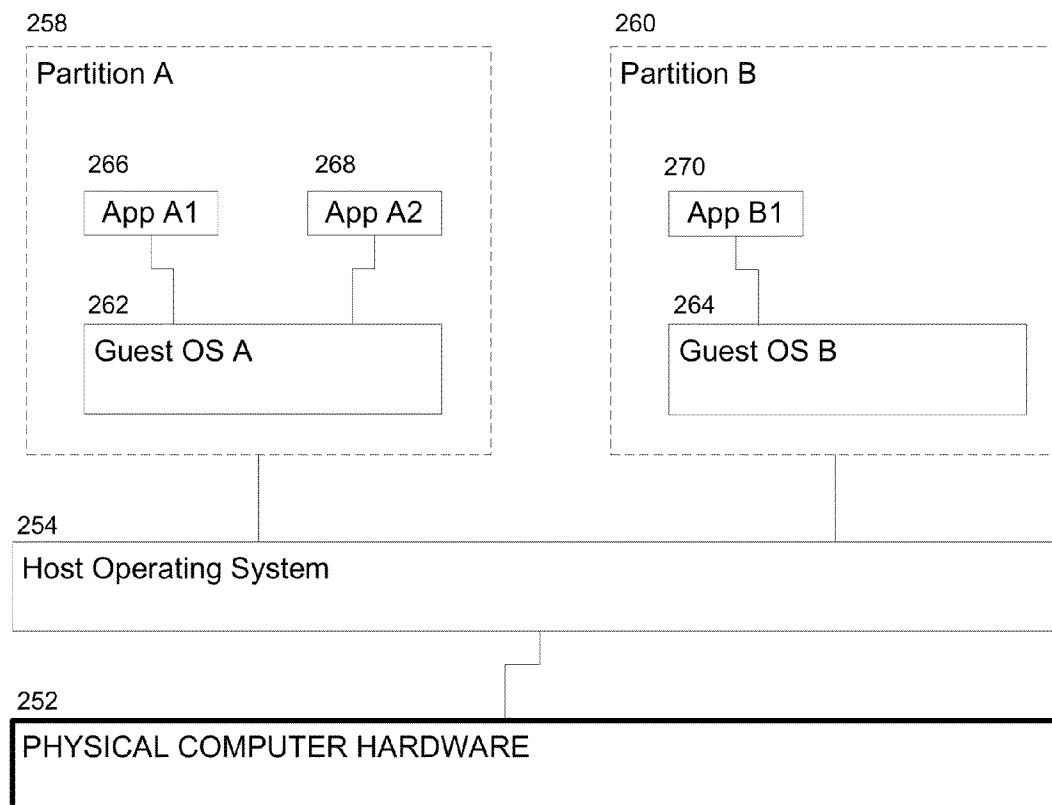 258
260
Partition A
Partition B
266
268
270
App A1
App A2
App B1
262
264
Guest OS A
Guest OS B
254
Host Operating System
252
PHYSICAL COMPUTER HARDWARE